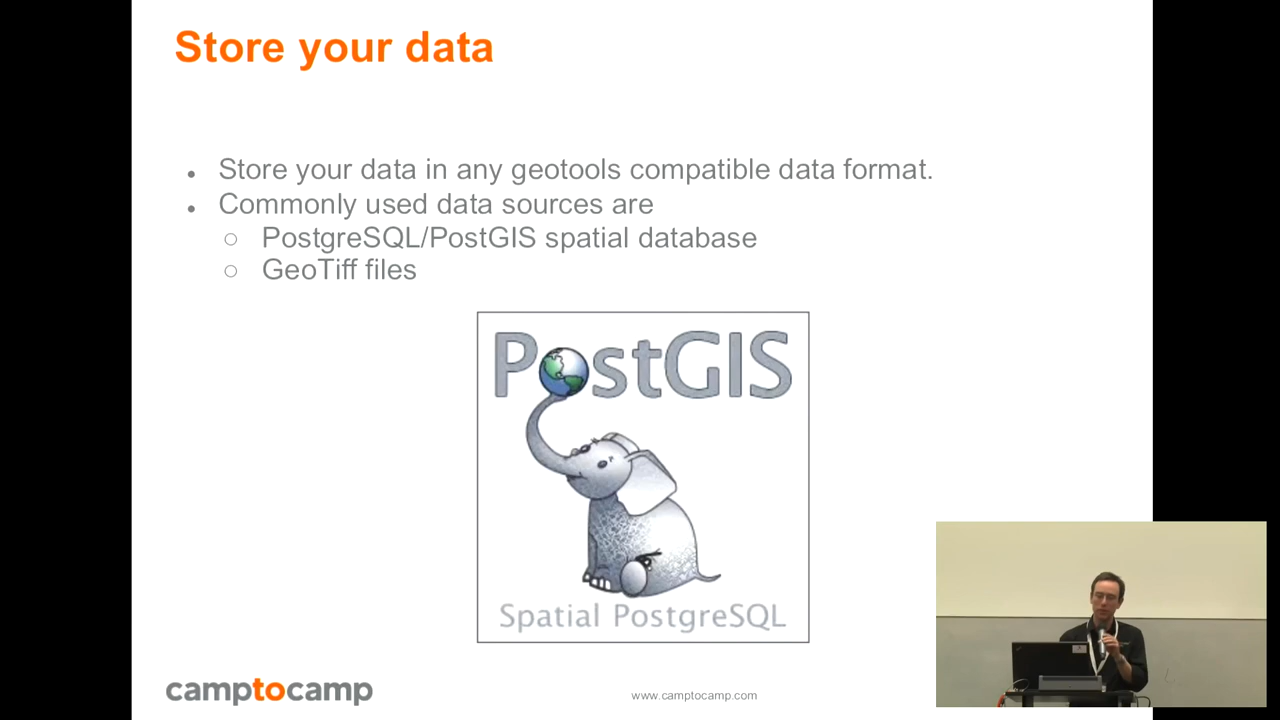 Store your data
Store your data in any geotools compatible data format.
Commonly used data sources are
PostgreSQL/PostGIS spatial database
GeoTiff files
PostGIS
Spatial PostgreSQL
camptocamp
www.camptocamp.com